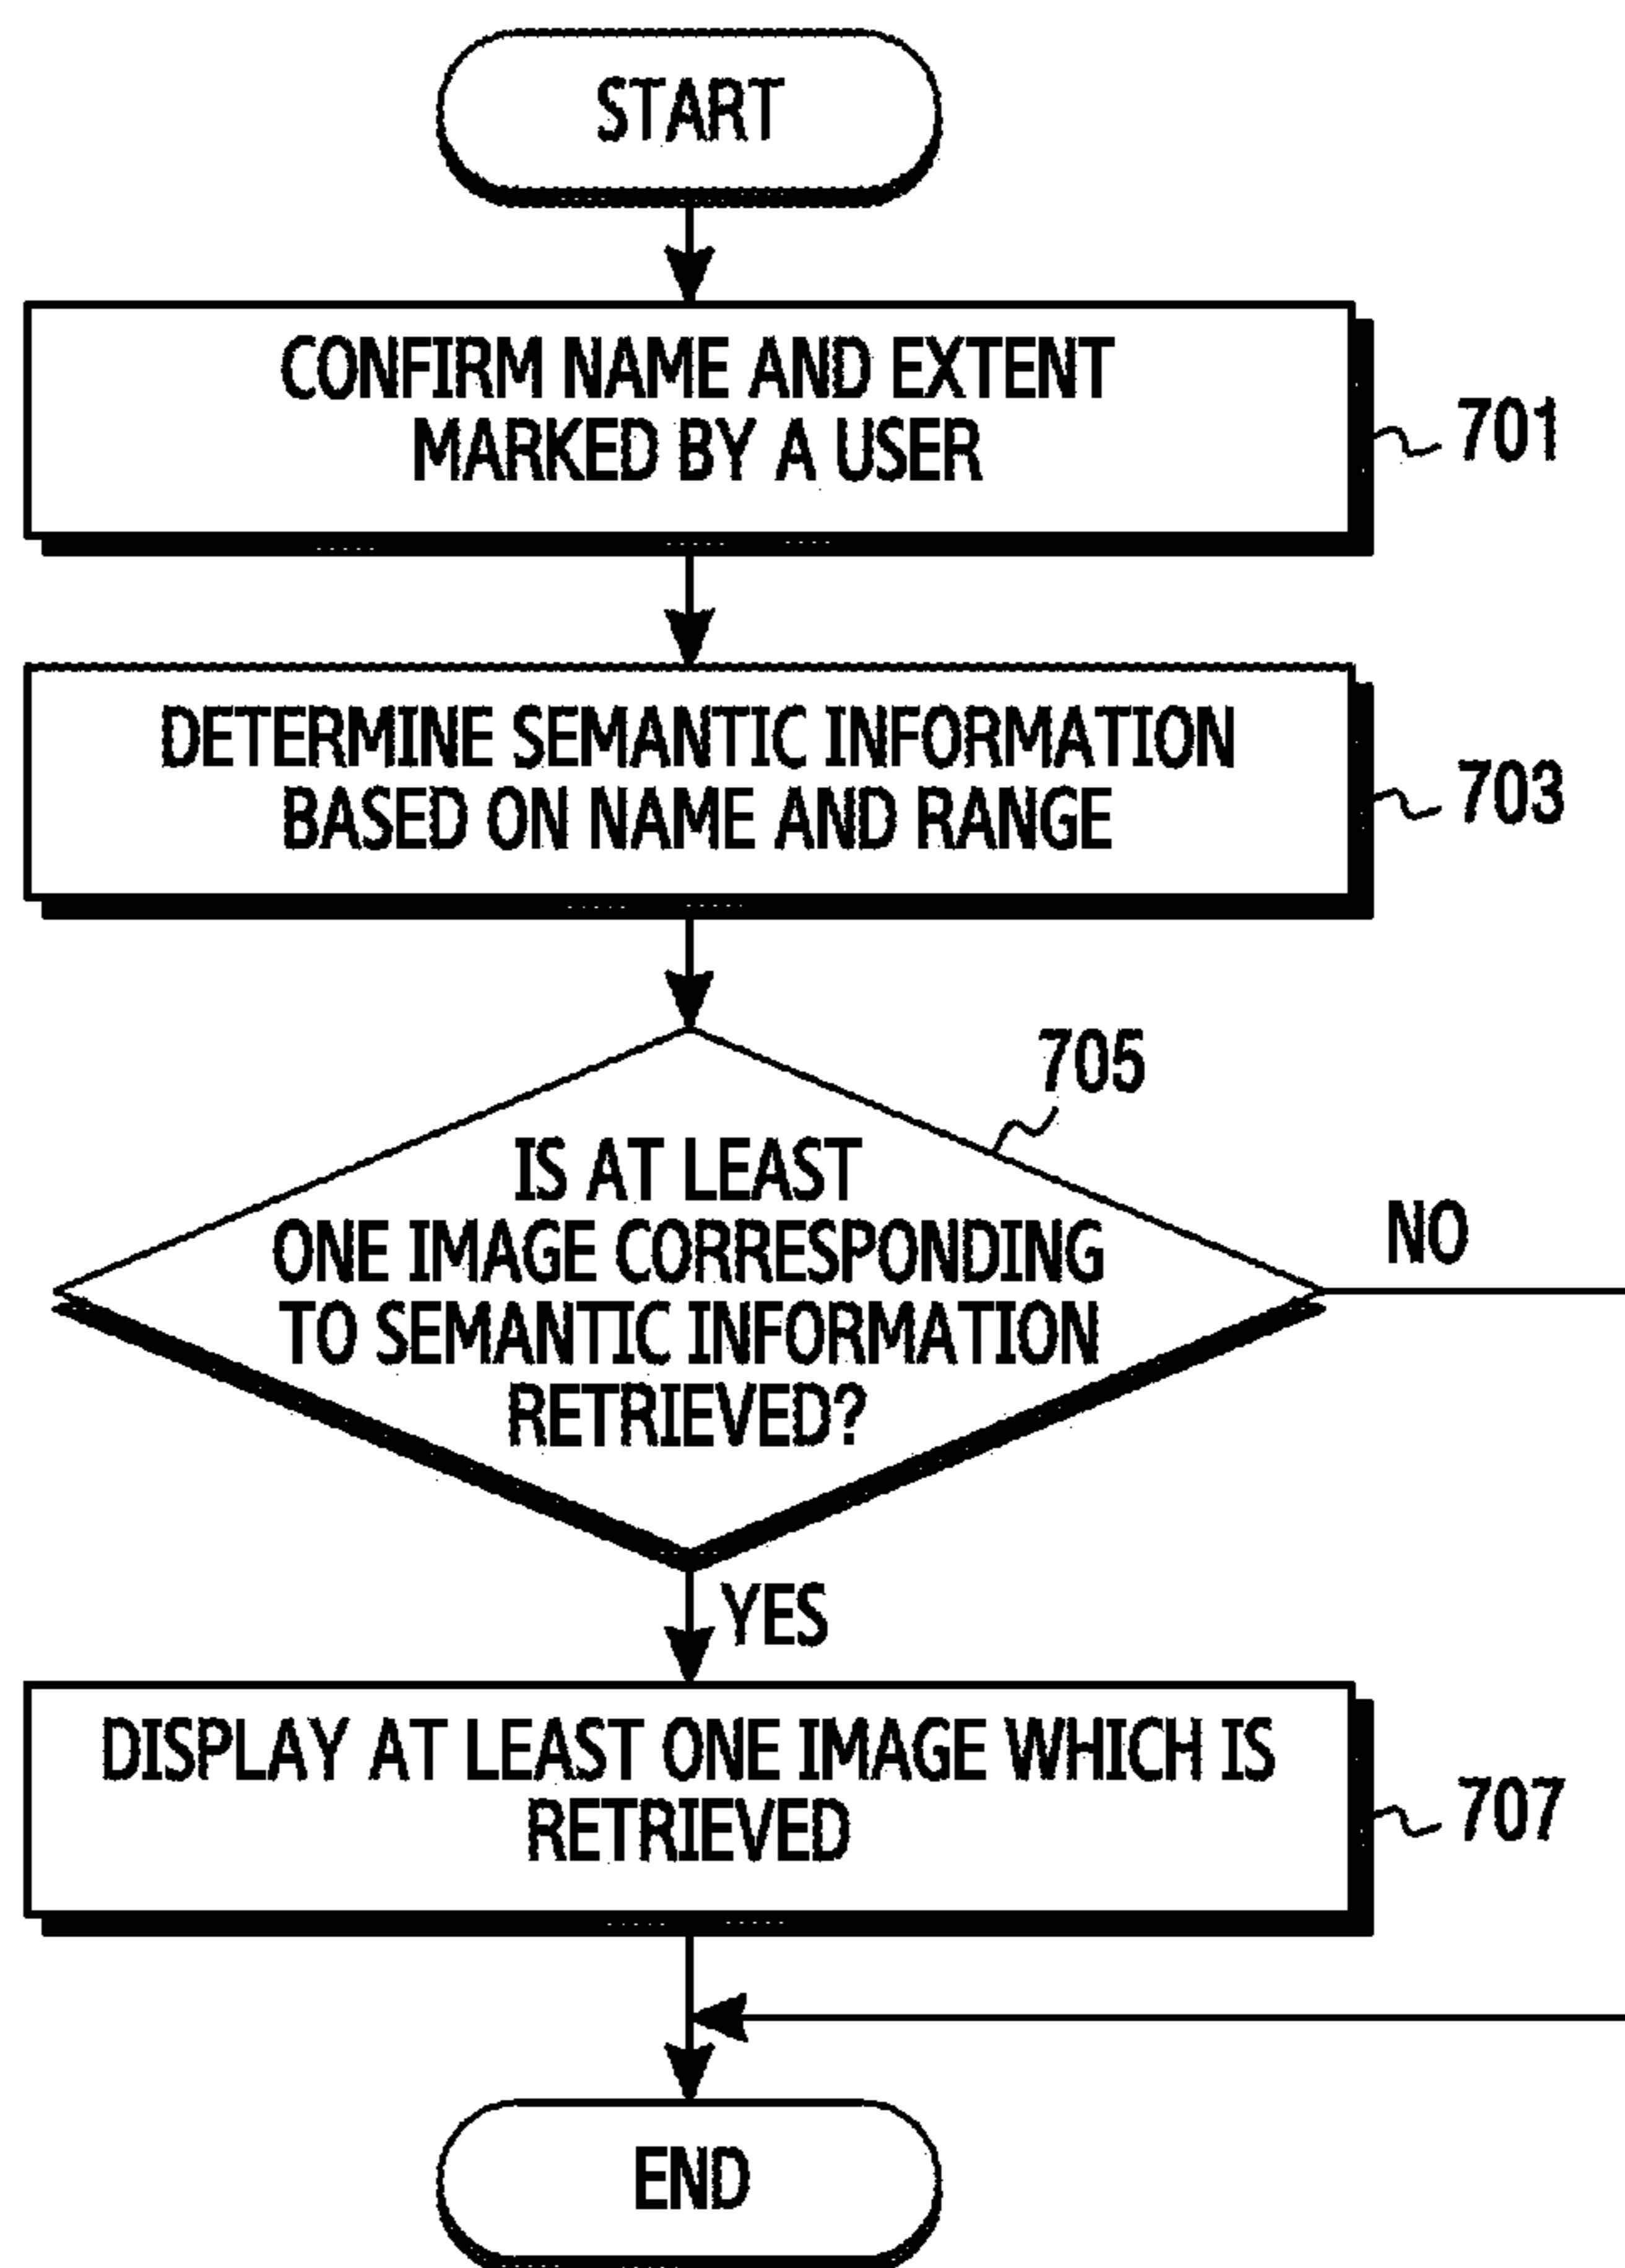 START
CONFIRM NAME AND EXTENT
MARKED BY A USER
701
DETERMINE SEMANTIC INFORMATION
BASED ON NAME AND RANGE
703
705
IS AT LEAST
ONE IMAGE CORRESPONDING
TO SEMANTIC INFORMATION
RETRIEVED?
NO
YES
DISPLAY AT LEAST ONE IMAGE WHICH IS
RETRIEVED
707
END